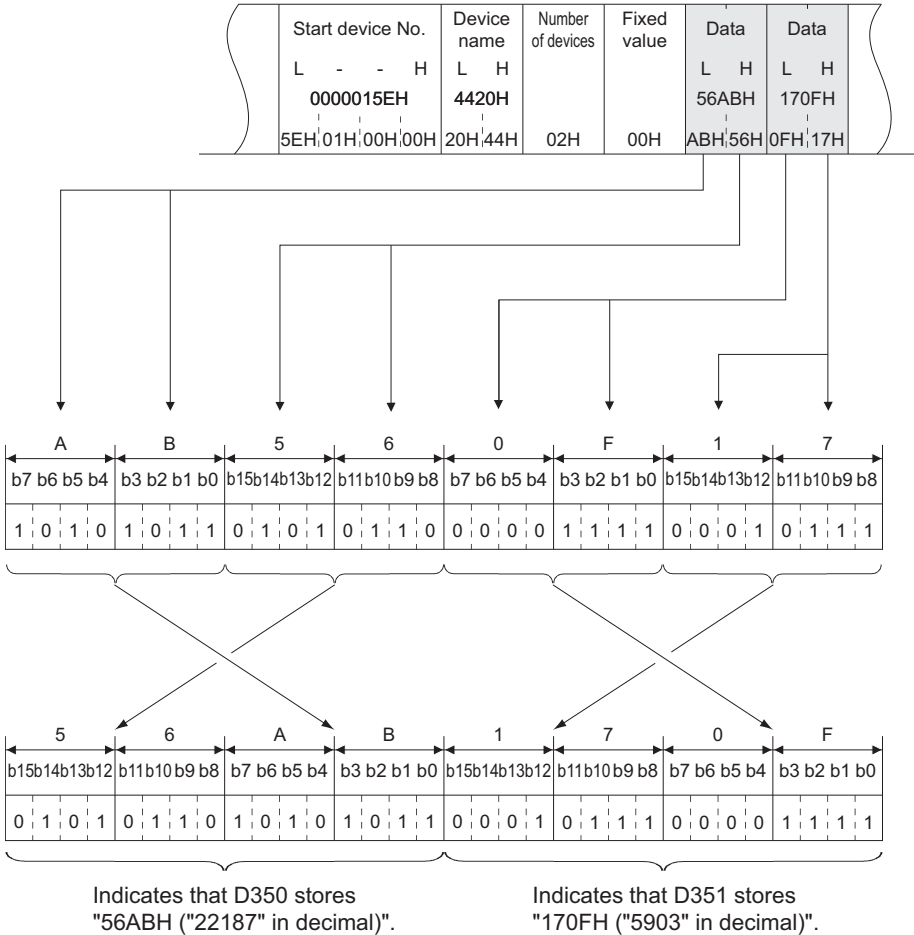 Start device No. Device name Number of devices Fixed value Data Data
L - - H L H L H L H
0000015EH 4420H 56ABH 170FH
5EH 01H 00H 00H 20H 44H 02H 00H ABH 56H 0FH 17H
A B 5 6 0 F 1 7
b7 b6 b5 b4 b3 b2 b1 b0 b15 b14 b13 b12 b11 b10 b9 b8 b7 b6 b5 b4 b3 b2 b1 b0 b15 b14 b13 b12 b11 b10 b9 b8
1 0 1 0 1 0 1 1 0 1 0 1 0 1 1 0 0 0 0 0 1 1 1 1 0 0 0 1 0 1 1 1
5 6 A B 1 7 0 F
b15 b14 b13 b12 b11 b10 b9 b8 b7 b6 b5 b4 b3 b2 b1 b0 b15 b14 b13 b12 b11 b10 b9 b8 b7 b6 b5 b4 b3 b2 b1 b0
0 1 0 1 0 1 1 0 1 0 1 0 1 0 1 1 0 0 0 1 0 1 1 1 0 0 0 0 1 1 1 1
Indicates that D350 stores
"56ABH ("22187" in decimal)".
Indicates that D351 stores
"170FH ("5903" in decimal)".